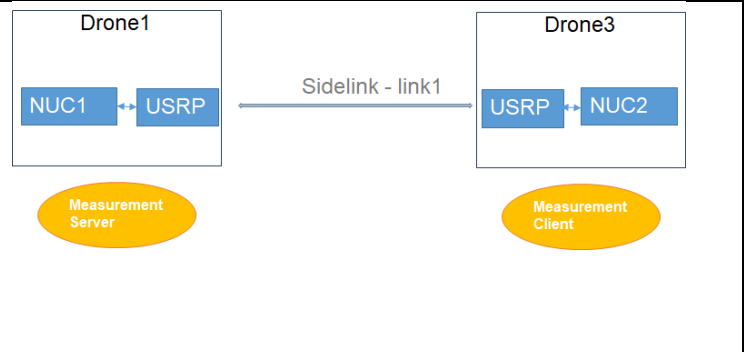 Drone1
Drone3
Sidelink - link1
NUC1
USRP
USRP
NUC2
Measurement
Server
Measurement
Client